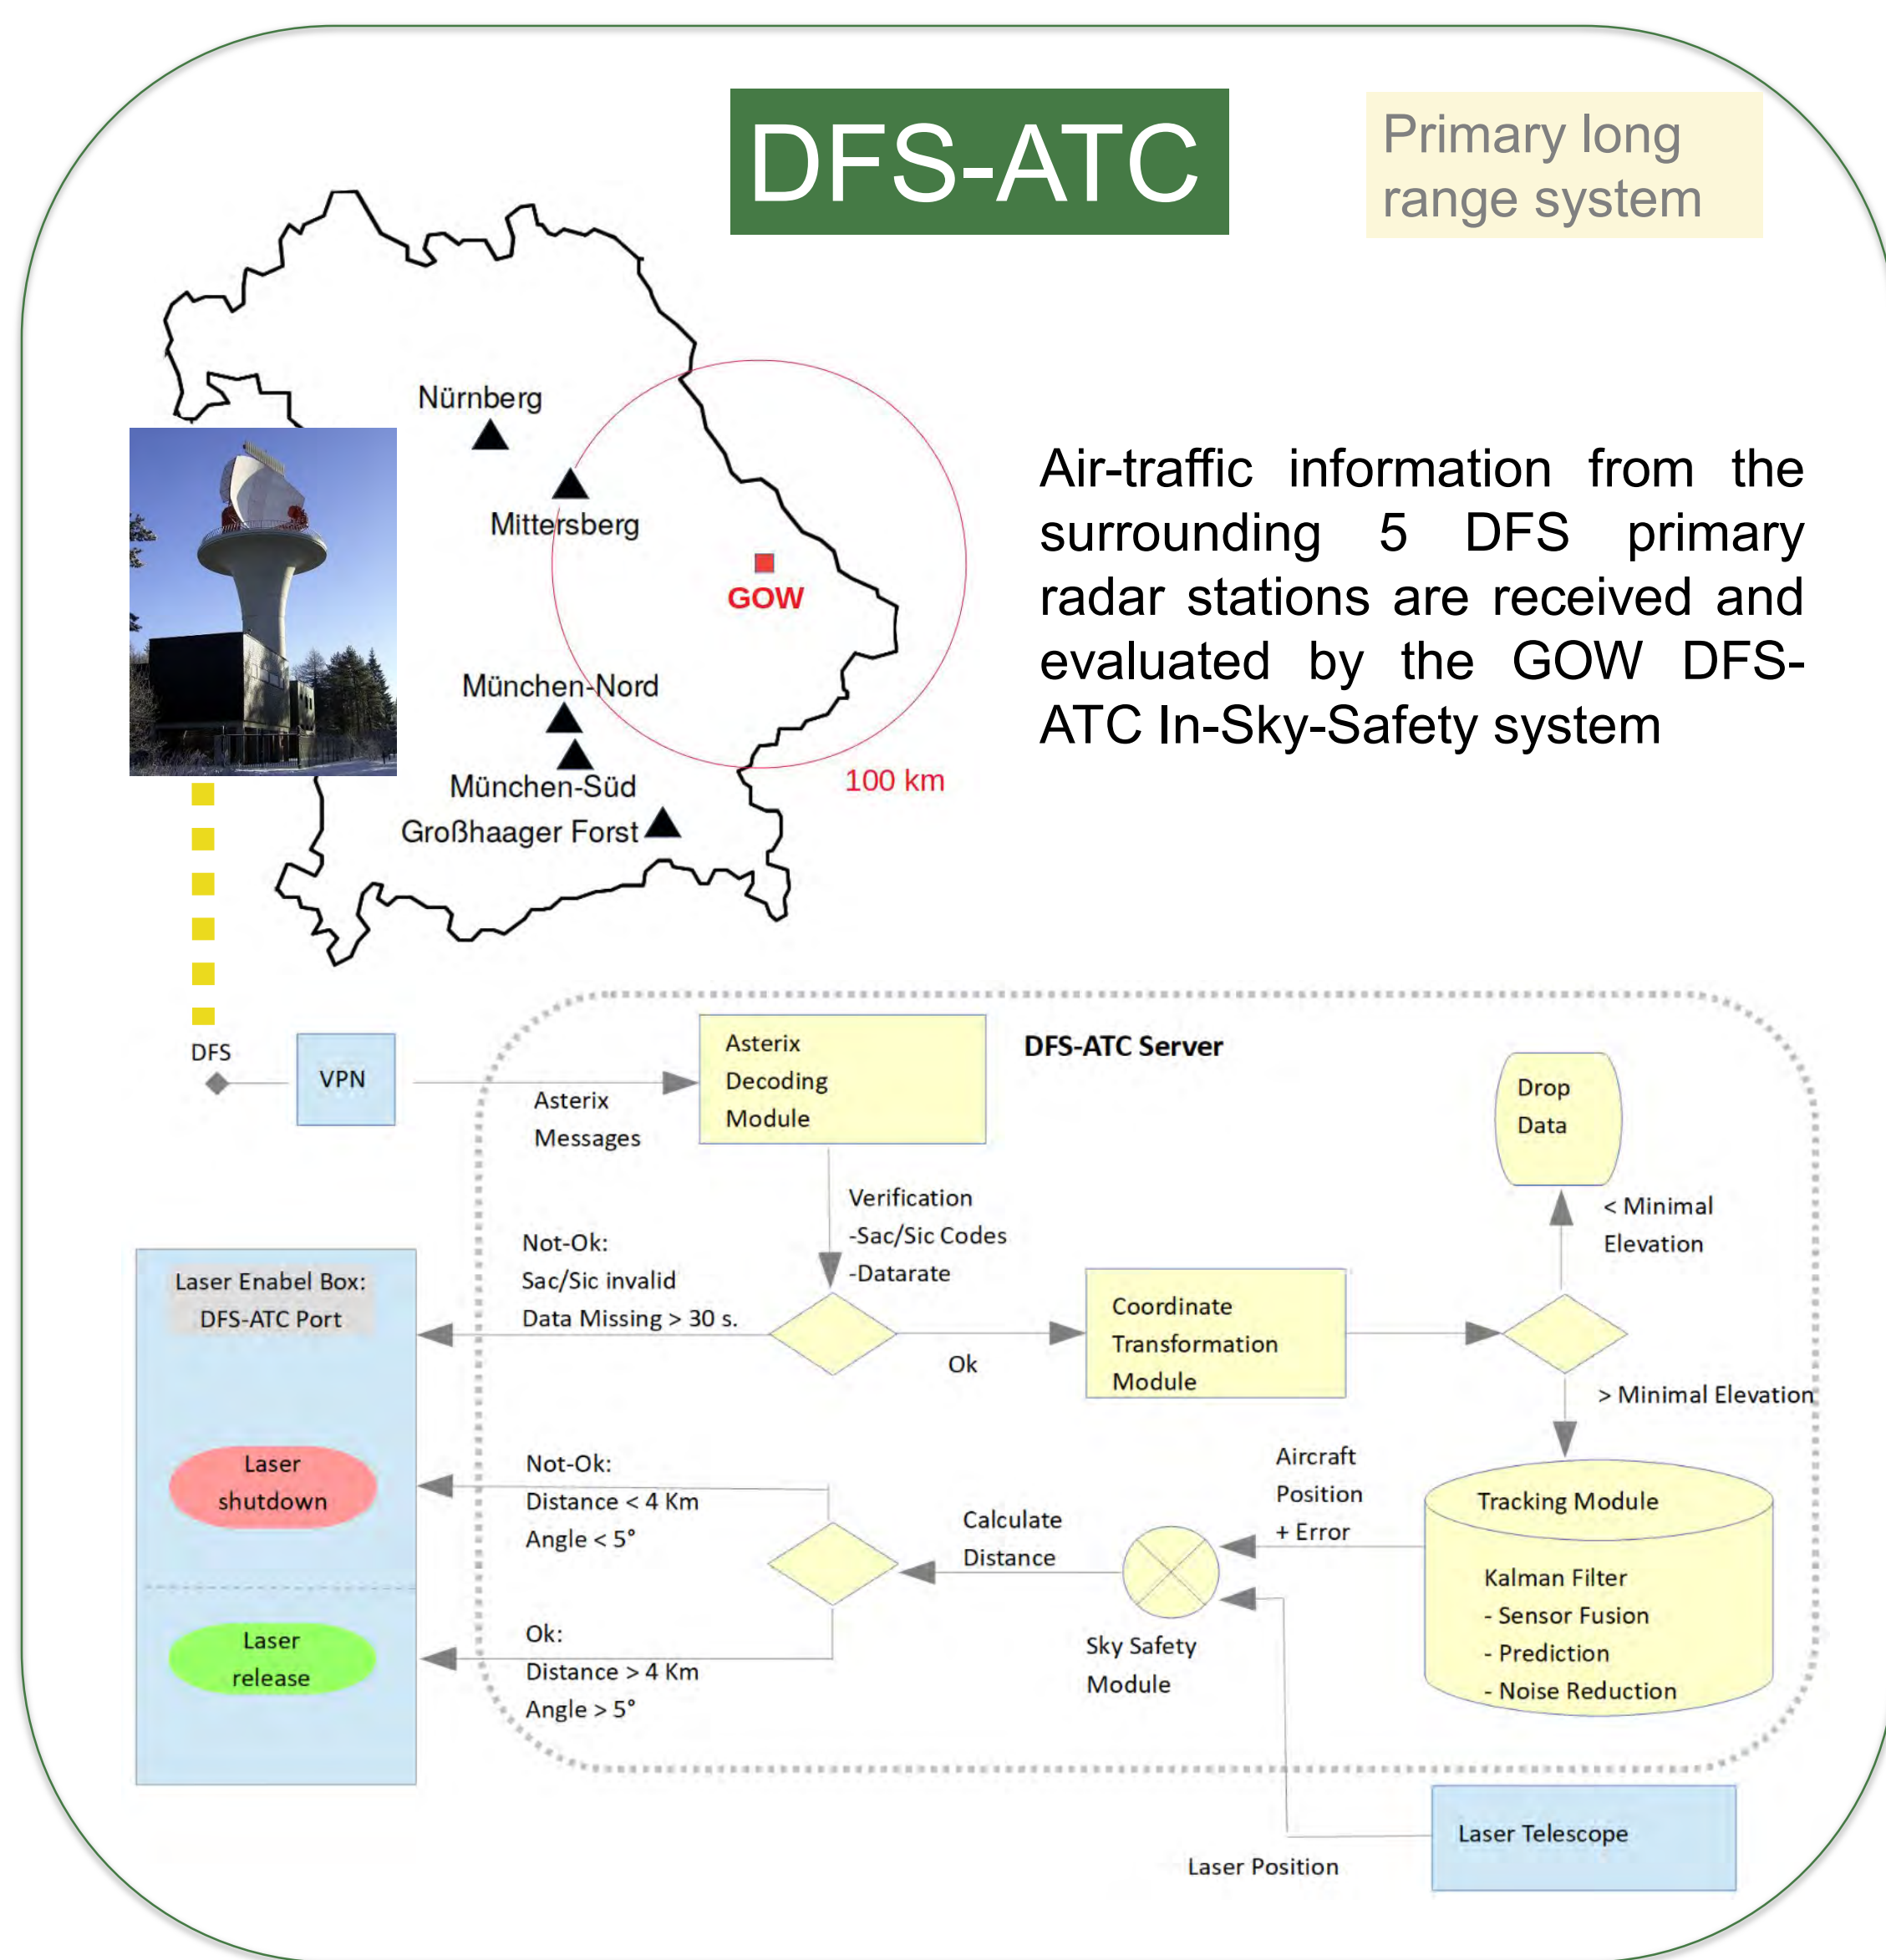 DFS-ATC
Primary long
range system
Nürnberg
Mittersberg
GOW
München-Nord
München-Süd
Großhaager Forst
100 km
Air-traffic information from the
surrounding 5 DFS primary
radar stations are received and
evaluated by the GOW DFS-
ATC In-Sky-Safety system
DFS
VPN
Asterix
Messages
Asterix
Decoding
Module
DFS-ATC Server
Drop
Data
Verification
-Sac/Sic Codes
-Datarate
< Minimal
Elevation
Not-Ok:
Sac/Sic invalid
Data Missing > 30 s.
Laser Enabel Box:
DFS-ATC Port
Ok
Coordinate
Transformation
Module
> Minimal Elevation
Laser
shutdown
Not-Ok:
Distance < 4 Km
Angle < 5°
Calculate
Distance
Aircraft
Position
+ Error
Tracking Module
Kalman Filter
- Sensor Fusion
- Prediction
- Noise Reduction
Laser
release
Ok:
Distance > 4 Km
Angle > 5°
Sky Safety
Module
Laser Telescope
Laser Position